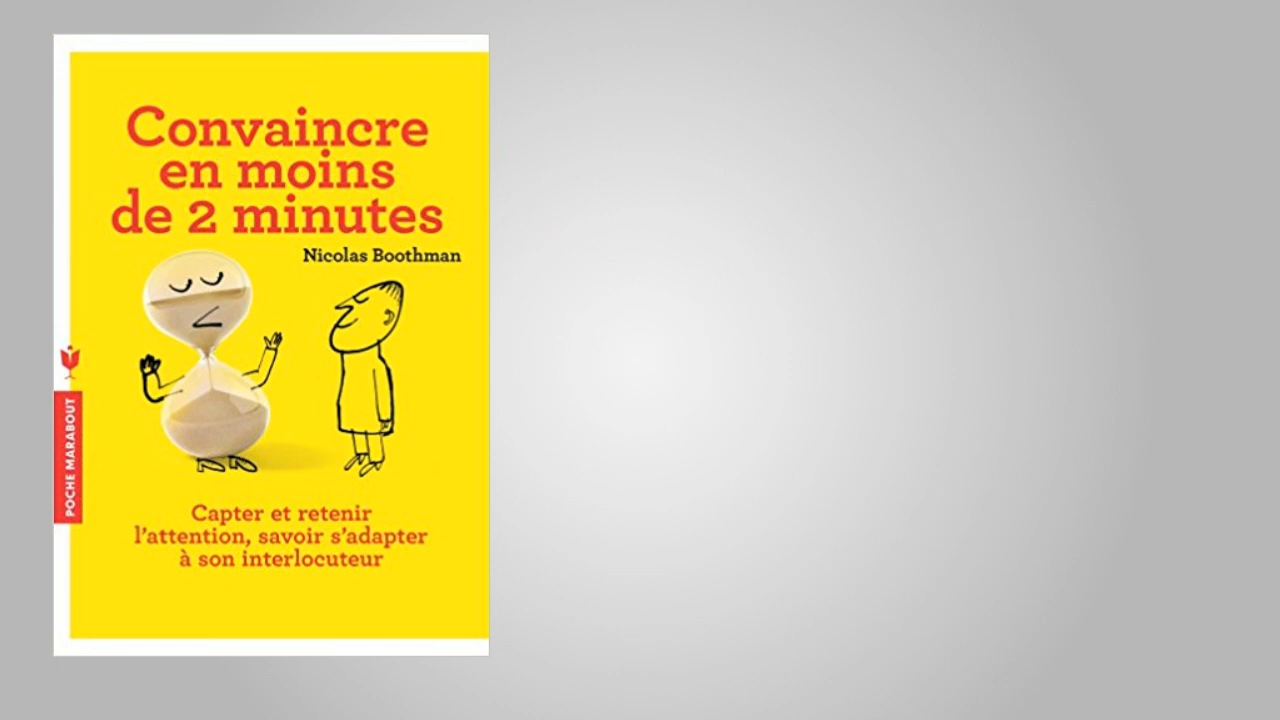 Convaincre
en moins
de 2 minutes
Nicolas Boothman
POCHE MARABOUT
Capter et retenir
l'attention, savoir s'adapter
à son interlocuteur